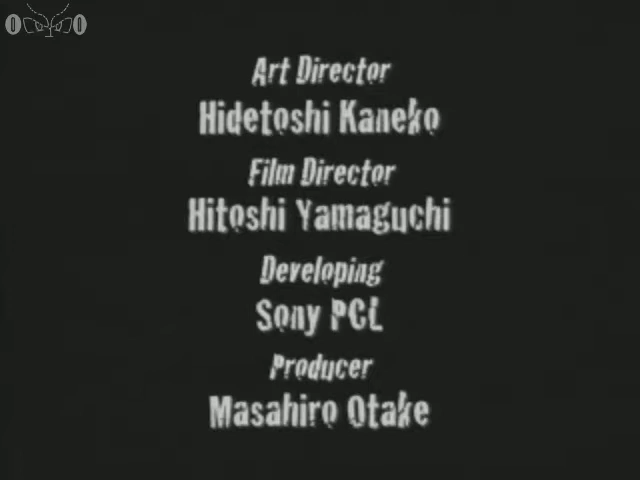 Art Director
Hidetoshi Kaneko
Film Director
Hitoshi Yamaguchi
Developing
Sony PCL
Producer
Masahiro Otake